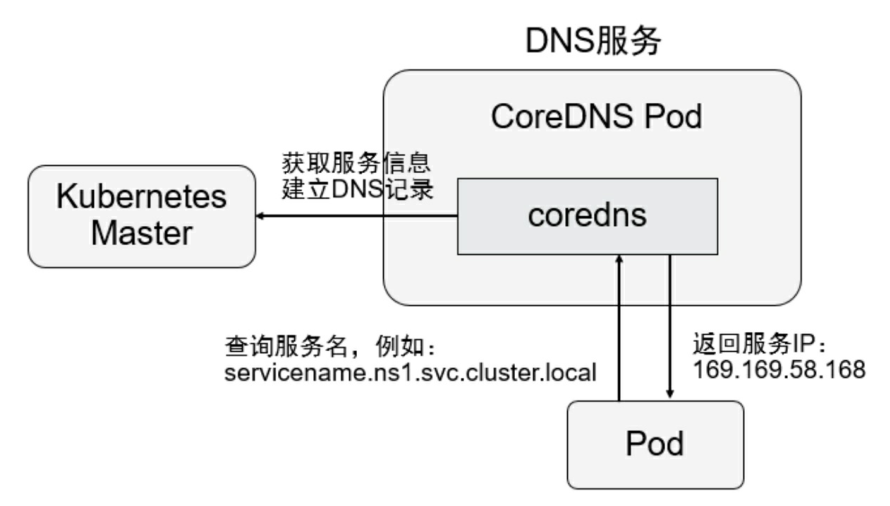 DNS服务
CoreDNS Pod
获取服务信息
建立DNS记录
Kubernetes
Master
coredns
查询服务名，例如：
servicename.ns1.svc.cluster.local
返回服务IP：
169.169.58.168
Pod